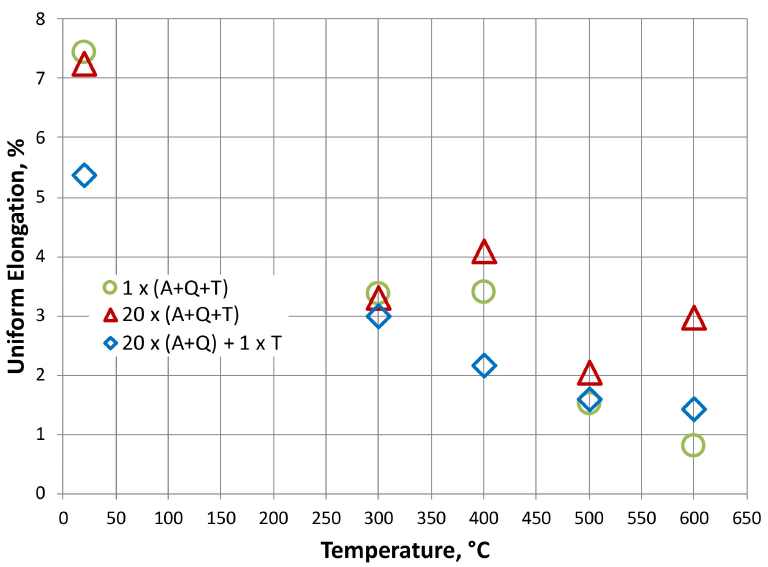 8
7
6
5
4
3
2
1
0
Uniform Elongation, %
1 x (A+Q+T)
20 x (A+Q+T)
20 x (A+Q) + 1 x T
0 50 100 150 200 250 300 350 400 450 500 550 600 650
Temperature, °C